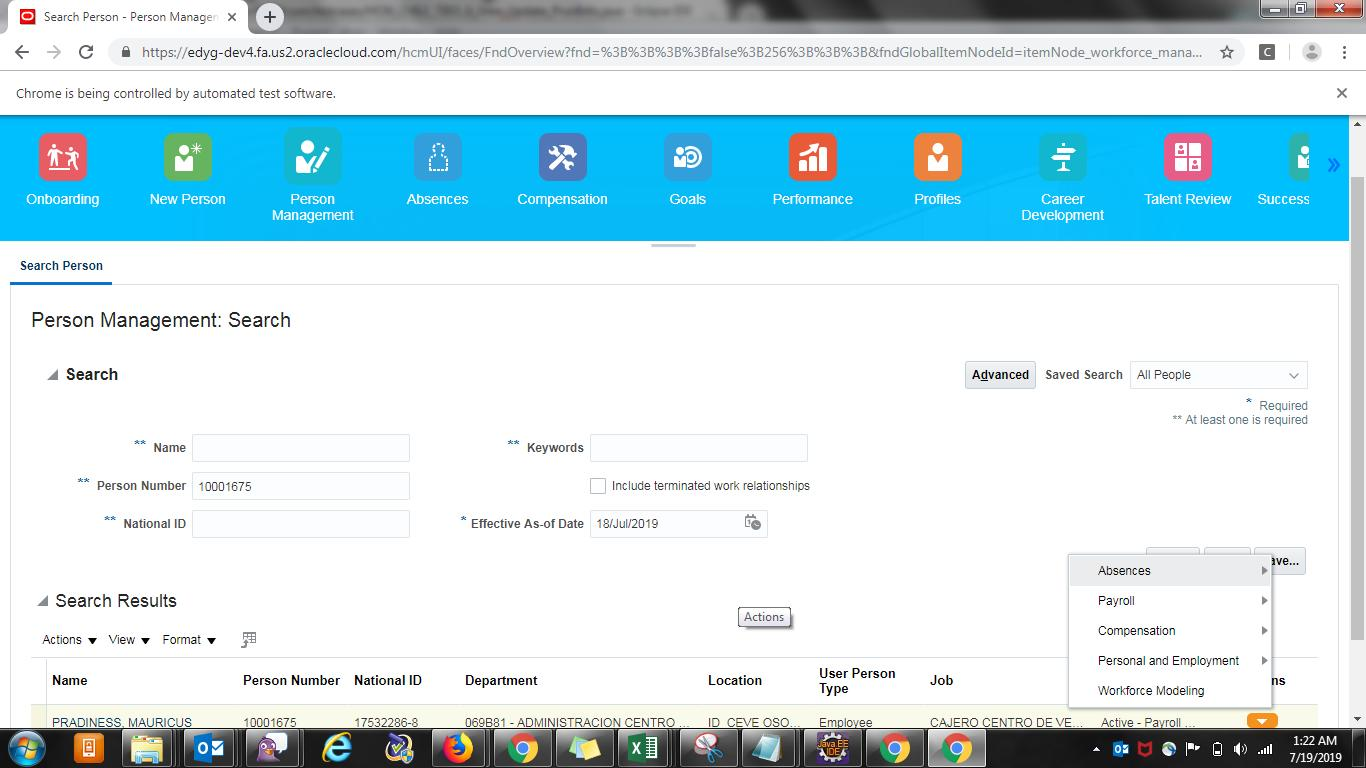 Search Person - Person Managen
https://edyg-dev4.fa.us2.oraclecloud.com/hcmUI/faces/FndOverview?fnd=%3B%3B%3B%3Bfalse%3B256%3B%3B%3B&fndGlobalItemNodeId=itemNode_workforce_mana...
C
Chrome is being controlled by automated test software.
Onboarding
New Person
Person Management
Absences
Compensation
Goals
Performance
Profiles
Career Development
Talent Review
Success
Search Person
Person Management: Search
Search
Advanced Saved Search All People
* Required
** At least one is required
** Name
** Keywords
** Person Number 10001675
Include terminated work relationships
** National ID
* Effective As-of Date 18/Jul/2019
ave...
Absences
Payroll
Compensation
Personal and Employment
Workforce Modeling
Search Results
Actions
Actions View Format
Name Person Number National ID Department Location User Person Type Job ns
PRADINESS, MAURICUS 10001675 17532286-8 069B81 - ADMINISTRACION CENTRO ... ID_CEVE OSO... Employee CAJERO CENTRO DE VE... Active - Payroll ...
Java EE
IDE
1:22 AM
7/19/2019